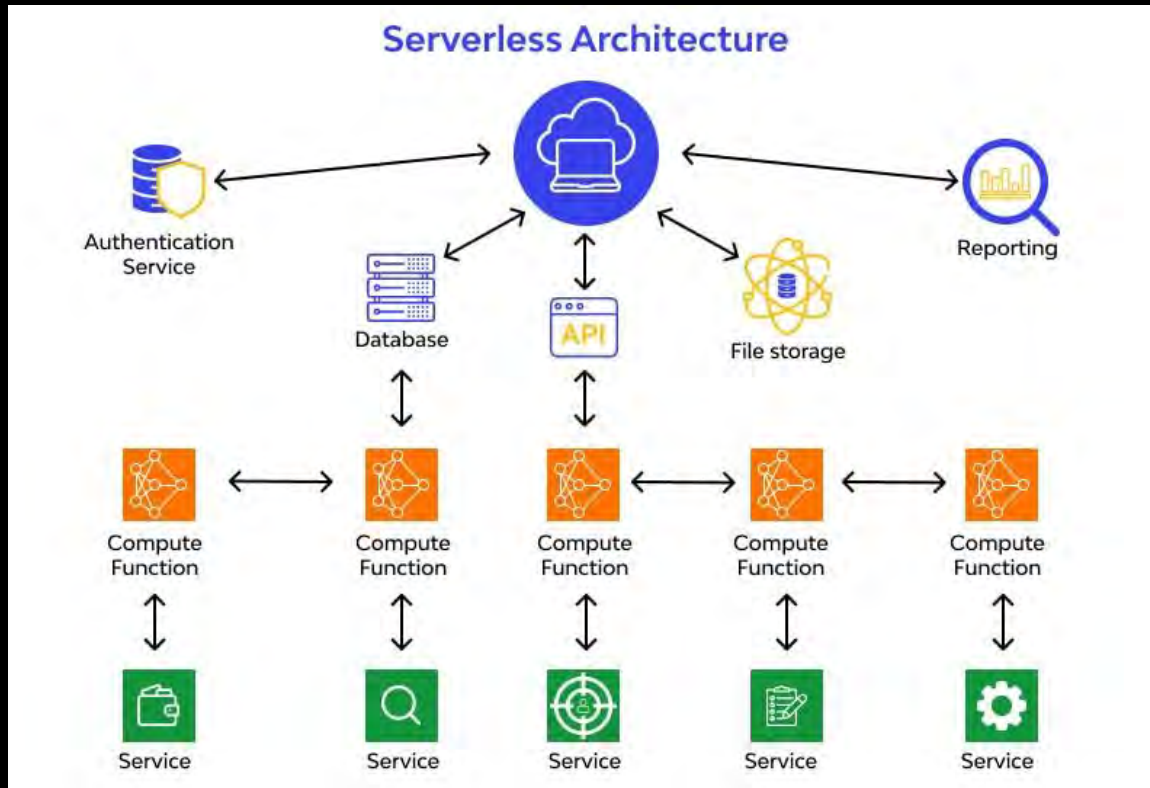 Serverless Architecture
Authentication
Service
Reporting
Database
API
File storage
Compute
Function
Compute
Function
Compute
Function
Compute
Function
Compute
Function
Service
Service
Service
Service
Service